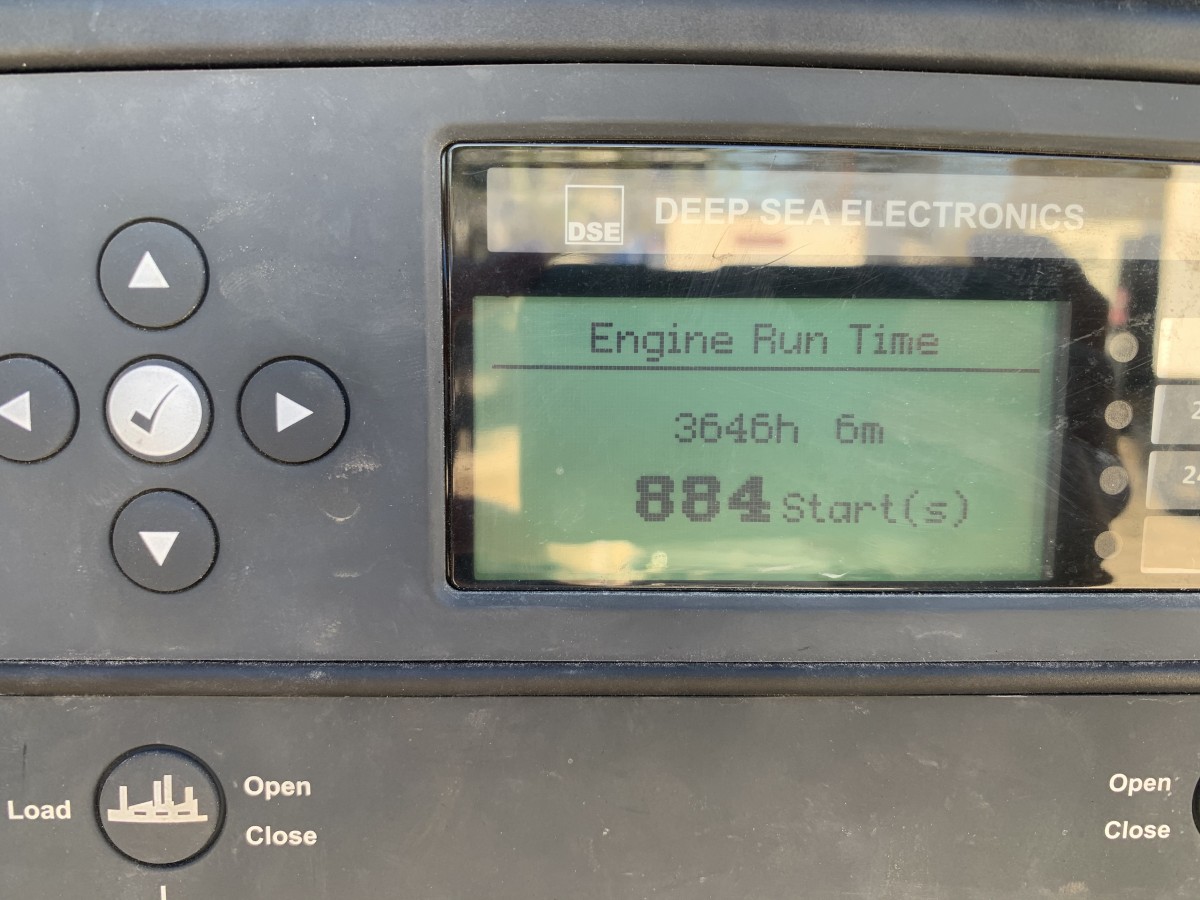 DSE DEEP SEA ELECTRONICS
Engine Run Time
3646h 6m
884 Start(s)
Load
Open
Close
Open
Close